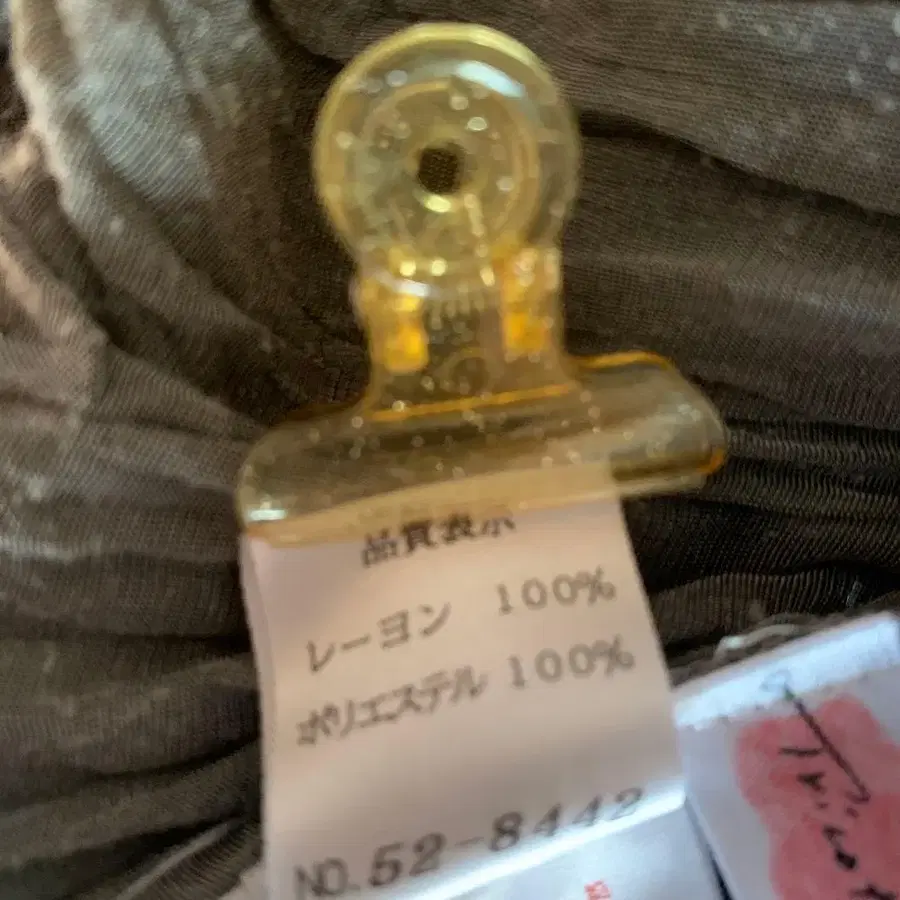 品質表示
レーヨン 100%
ポリエステル 100%
NO. 52-8442